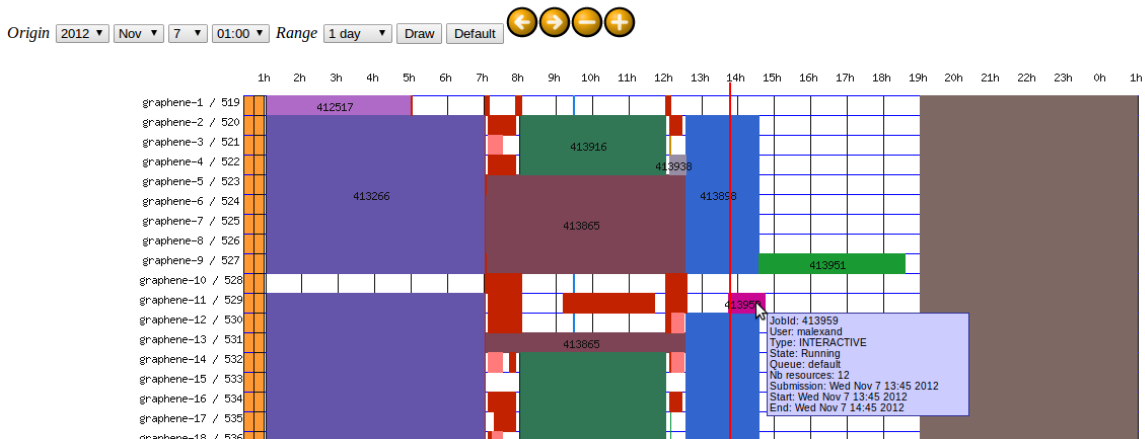 Origin 2012 Nov 7 01:00 Range 1 day Draw Default
1h 2h 3h 4h 5h 6h 7h 8h 9h 10h 11h 12h 13h 14h 15h 16h 17h 18h 19h 20h 21h 22h 23h 0h 1h
graphene-1 / 519
412517
graphene-2 / 520
graphene-3 / 521
413916
graphene-4 / 522
413938
graphene-5 / 523
graphene-6 / 524
413266
413898
graphene-7 / 525
413865
graphene-8 / 526
graphene-9 / 527
413951
graphene-10 / 528
graphene-11 / 529
413959
graphene-12 / 530
graphene-13 / 531
413865
graphene-14 / 532
graphene-15 / 533
graphene-16 / 534
graphene-17 / 535
graphene-18 / 536
JobId: 413959
User: malexand
Type: INTERACTIVE
State: Running
Queue: default
Nb resources: 12
Submission: Wed Nov 7 13:45 2012
Start: Wed Nov 7 13:45 2012
End: Wed Nov 7 14:45 2012